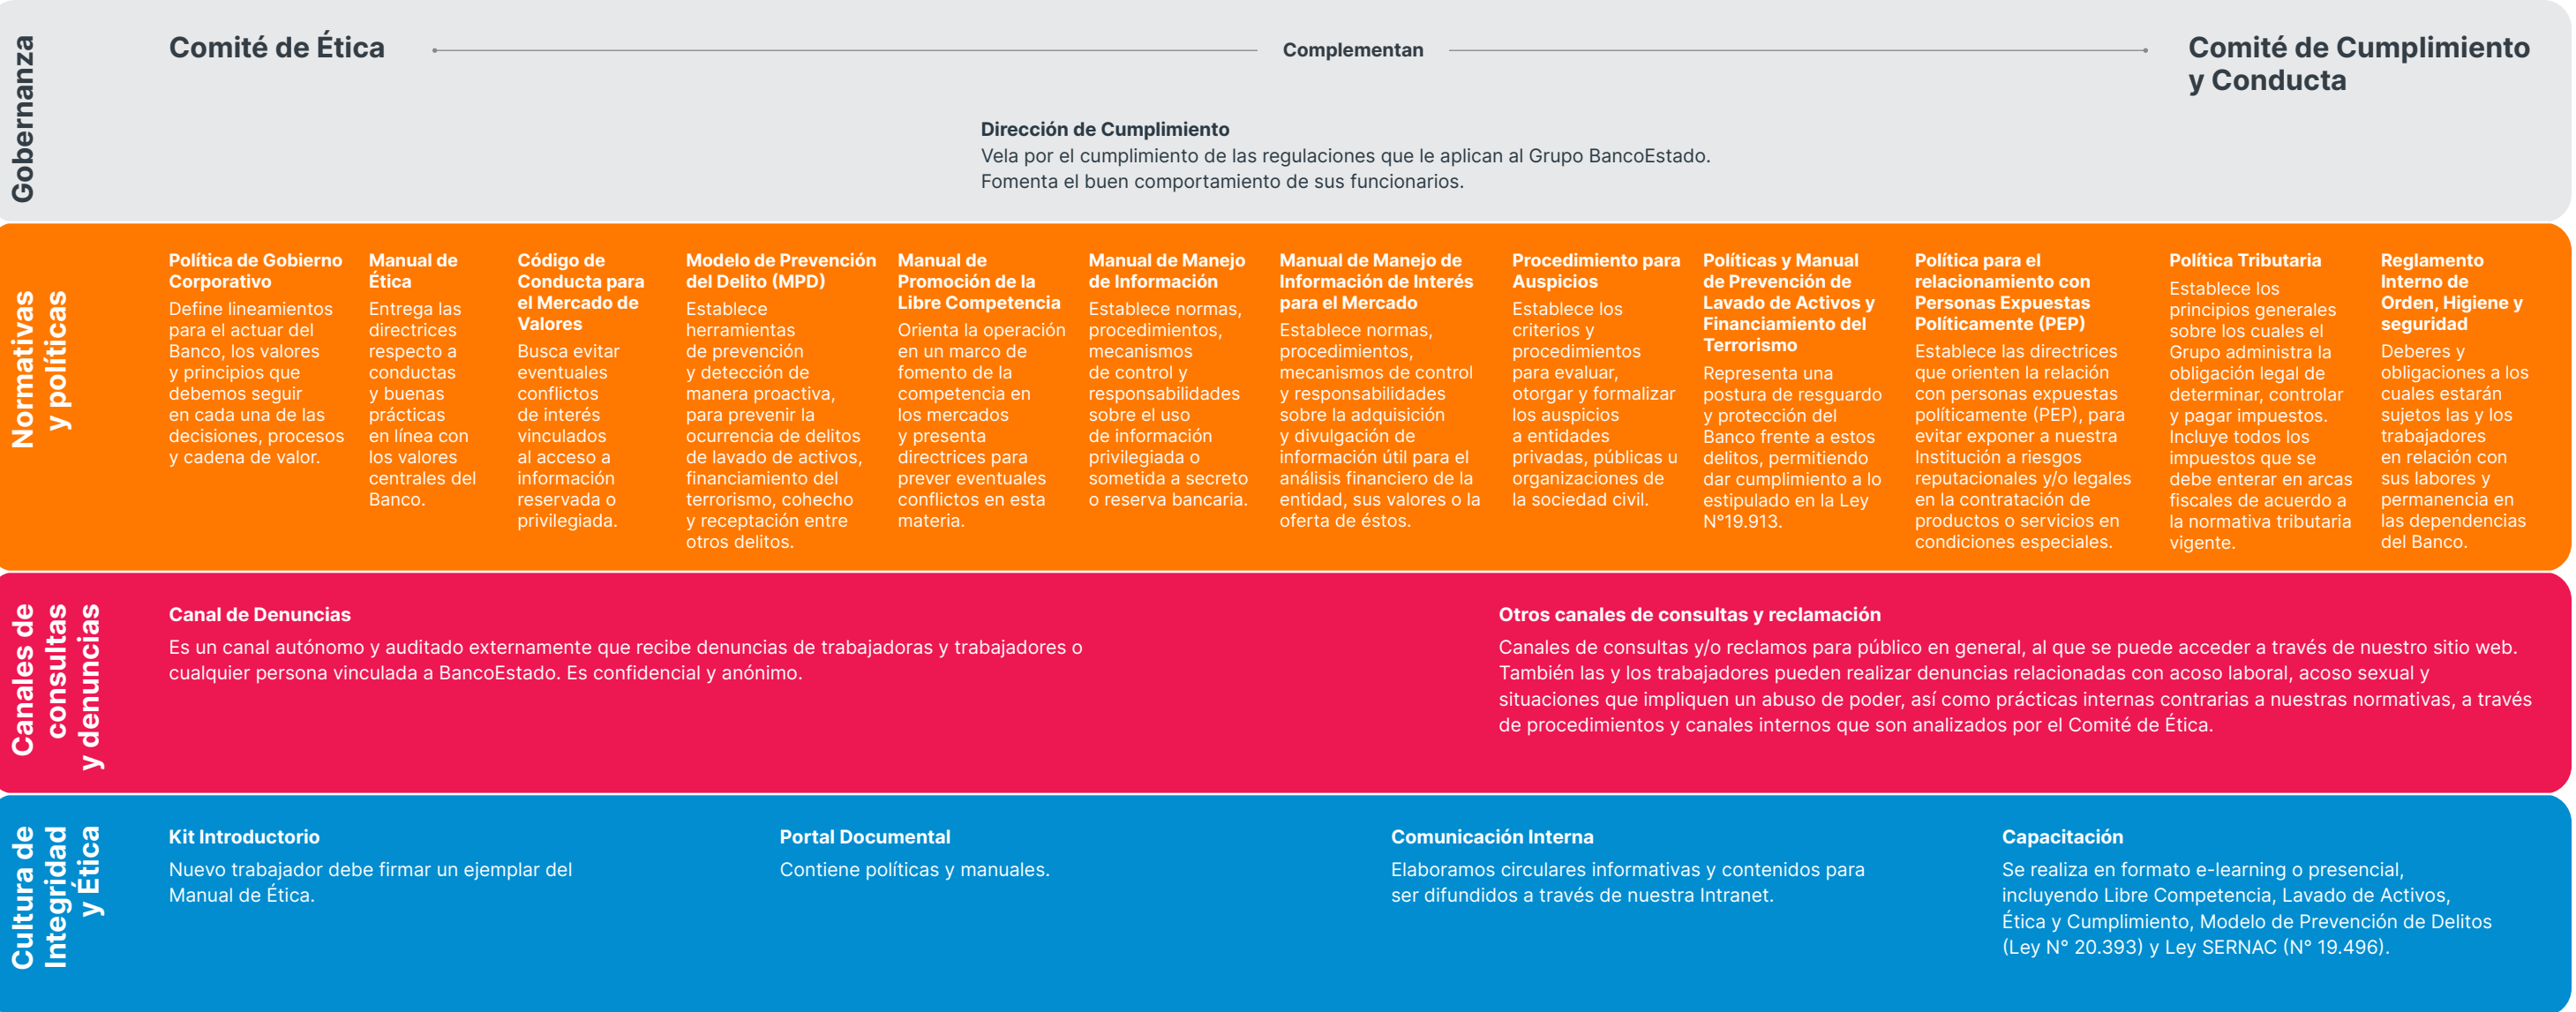 Gobernanza
Comité de Ética
Complementan
Comité de Cumplimiento
y Conducta
Dirección de Cumplimiento
Vela por el cumplimiento de las regulaciones que le aplican al Grupo BancoEstado.
Fomenta el buen comportamiento de sus funcionarios.
Normativas
y políticas
Política de Gobierno
Corporativo
Define lineamientos
para el actuar del
Banco, los valores
y principios que
debemos seguir
en cada una de las
decisiones, procesos
y cadena de valor.
Manual de
Ética
Entrega las
directrices
respecto a
conductas
y buenas
prácticas
en línea con
los valores
centrales del
Banco.
Código de
Conducta para
el Mercado de
Valores
Busca evitar
eventuales
conflictos
de interés
vinculados
al acceso a
información
reservada o
privilegiada.
Modelo de Prevención
del Delito (MPD)
Establece
herramientas
de prevención
y detección de
manera proactiva,
para prevenir la
ocurrencia de delitos
de lavado de activos,
financiamiento del
terrorismo, cohecho
y receptación entre
otros delitos.
Manual de
Promoción de la
Libre Competencia
Orienta la operación
en un marco de
fomento de la
competencia en
los mercados
y presenta
directrices para
prever eventuales
conflictos en esta
materia.
Manual de Manejo
de Información
Establece normas,
procedimientos,
mecanismos
de control y
responsabilidades
sobre el uso
de información
privilegiada o
sometida a secreto
o reserva bancaria.
Manual de Manejo de
Información de Interés
para el Mercado
Establece normas,
procedimientos,
mecanismos de control
y responsabilidades
sobre la adquisición
y divulgación de
información útil para el
análisis financiero de la
entidad, sus valores o la
oferta de éstos.
Procedimiento para
Auspicios
Establece los
criterios y
procedimientos
para evaluar,
otorgar y formalizar
los auspicios
a entidades
privadas, públicas u
organizaciones de
la sociedad civil.
Políticas y Manual
de Prevención de
Lavado de Activos y
Financiamiento del
Terrorismo
Representa una
postura de resguardo
y protección del
Banco frente a estos
delitos, permitiendo
dar cumplimiento a lo
estipulado en la Ley
N°19.913.
Política para el
relacionamiento con
Personas Expuestas
Políticamente (PEP)
Establece las directrices
que orienten la relación
con personas expuestas
políticamente (PEP), para
evitar exponer a nuestra
Institución a riesgos
reputacionales y/o legales
en la contratación de
productos o servicios en
condiciones especiales.
Política Tributaria
Establece los
principios generales
sobre los cuales el
Grupo administra la
obligación legal de
determinar, controlar
y pagar impuestos.
Incluye todos los
impuestos que se
debe enterar en arcas
fiscales de acuerdo a
la normativa tributaria
vigente.
Reglamento
Interno de
Orden, Higiene y
seguridad
Deberes y
obligaciones a los
cuales estarán
sujetos las y los
trabajadores
en relación con
sus labores y
permanencia en
las dependencias
del Banco.
Canales de
consultas
y denuncias
Canal de Denuncias
Es un canal autónomo y auditado externamente que recibe denuncias de trabajadoras y trabajadores o
cualquier persona vinculada a BancoEstado. Es confidencial y anónimo.
Otros canales de consultas y reclamación
Canales de consultas y/o reclamos para público en general, al que se puede acceder a través de nuestro sitio web.
También las y los trabajadores pueden realizar denuncias relacionadas con acoso laboral, acoso sexual y
situaciones que impliquen un abuso de poder, así como prácticas internas contrarias a nuestras normativas, a través
de procedimientos y canales internos que son analizados por el Comité de Ética.
Cultura de
Integridad
y Ética
Kit Introductorio
Nuevo trabajador debe firmar un ejemplar del
Manual de Ética.
Portal Documental
Contiene políticas y manuales.
Comunicación Interna
Elaboramos circulares informativas y contenidos para
ser difundidos a través de nuestra Intranet.
Capacitación
Se realiza en formato e-learning o presencial,
incluyendo Libre Competencia, Lavado de Activos,
Ética y Cumplimiento, Modelo de Prevención de Delitos
(Ley N° 20.393) y Ley SERNAC (N° 19.496).